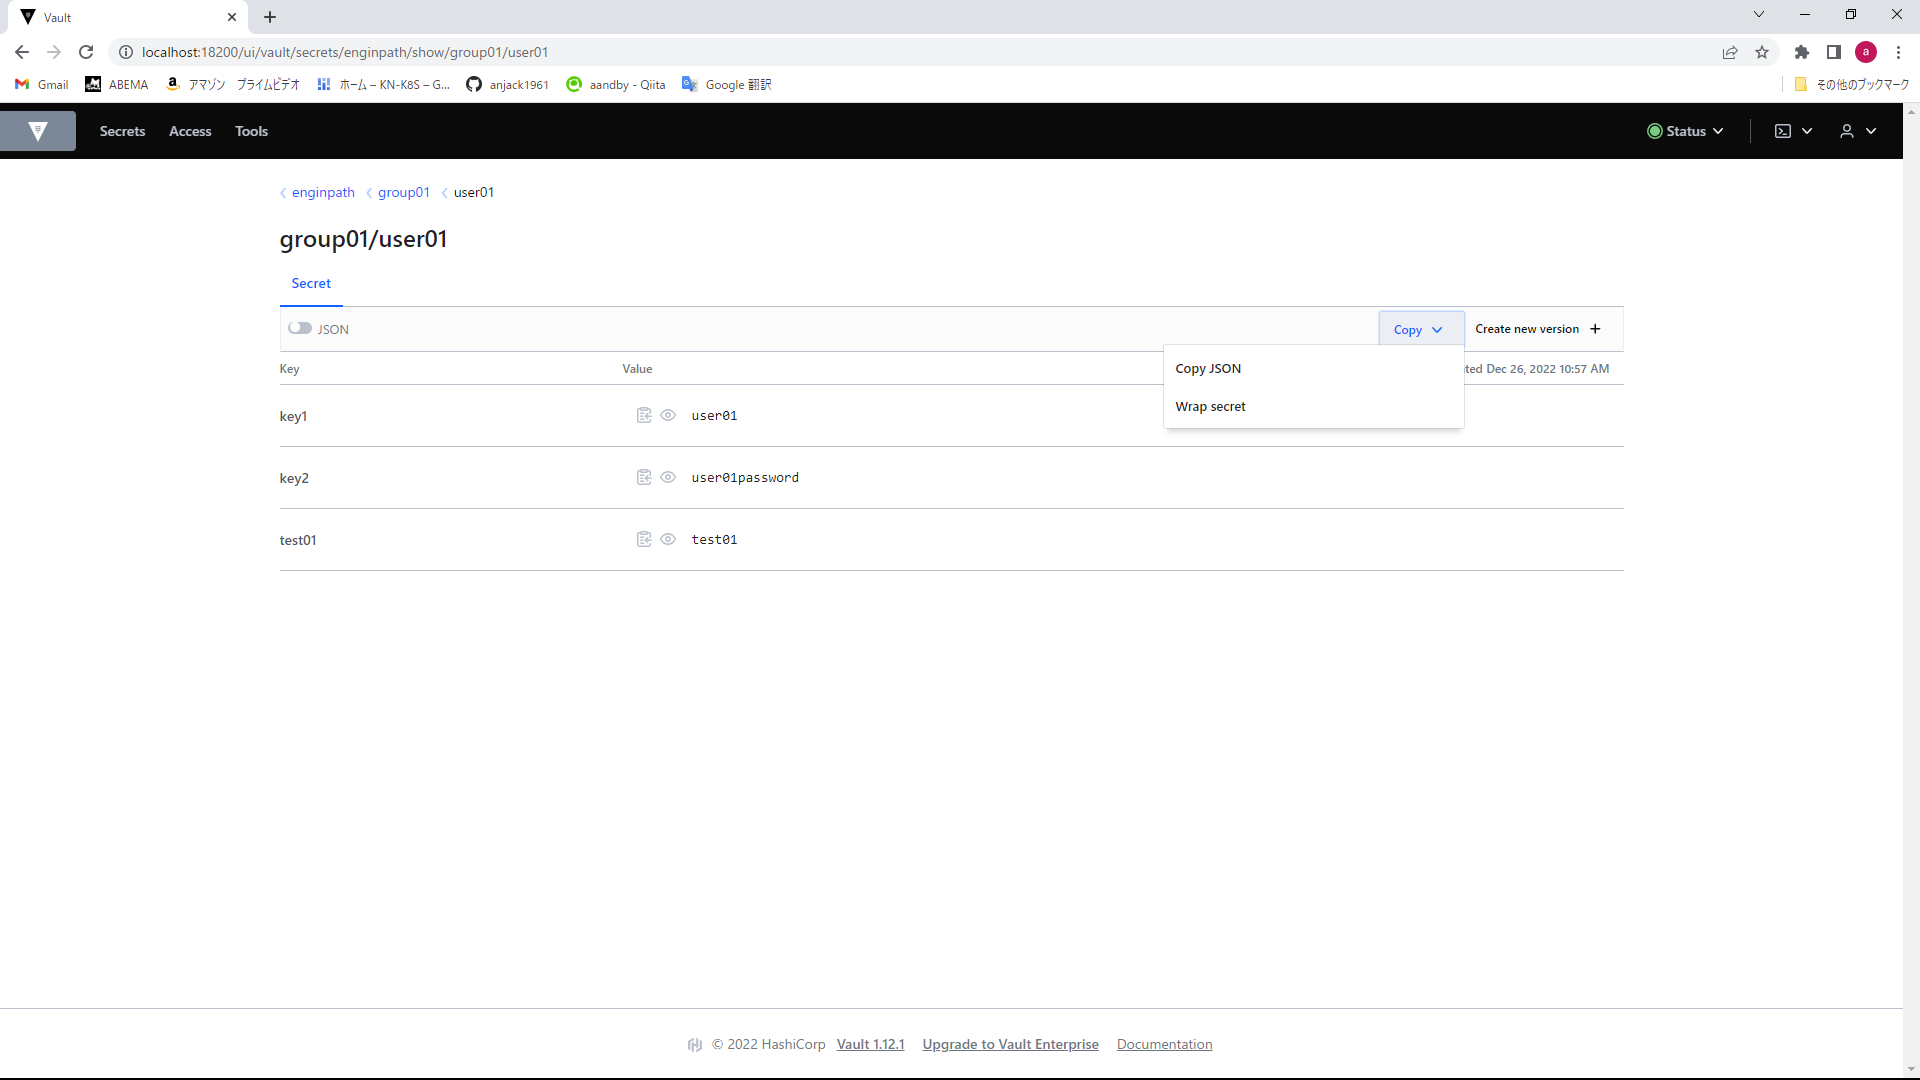 Vault
localhost:18200/ui/vault/secrets/enginpath/show/group01/user01
a
Gmail
ABEMA
アマゾン プライムビデオ
ホーム – KN-K8S – G...
anjack1961
aandby - Qiita
Google 翻訳
その他のブックマーク
Secrets Access Tools
Status
enginpath group01 user01
group01/user01
Secret
JSON
Copy
Create new version +
Copy JSON
Wrap secret
Key Value
Dec 26, 2022 10:57 AM
key1 user01
key2 user01password
test01 test01
© 2022 HashiCorp Vault 1.12.1 Upgrade to Vault Enterprise Documentation